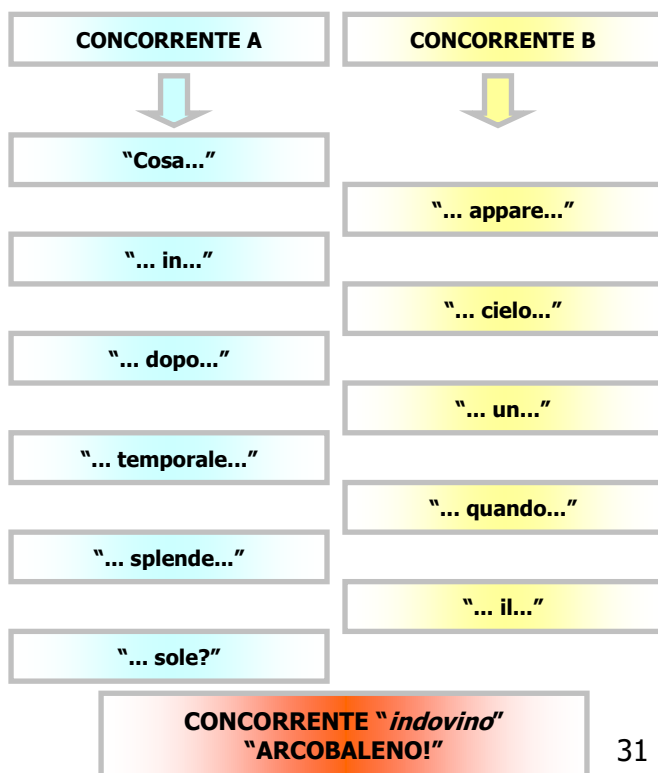 CONCORRENTE A
CONCORRENTE B
“Cosa...”
“... appare...”
“... in...”
“... cielo...”
“... dopo...”
“... un...”
“... temporale...”
“... quando...”
“... splende...”
“... il...”
“... sole?”
CONCORRENTE “indovino”
“ARCOBALENO!”
31